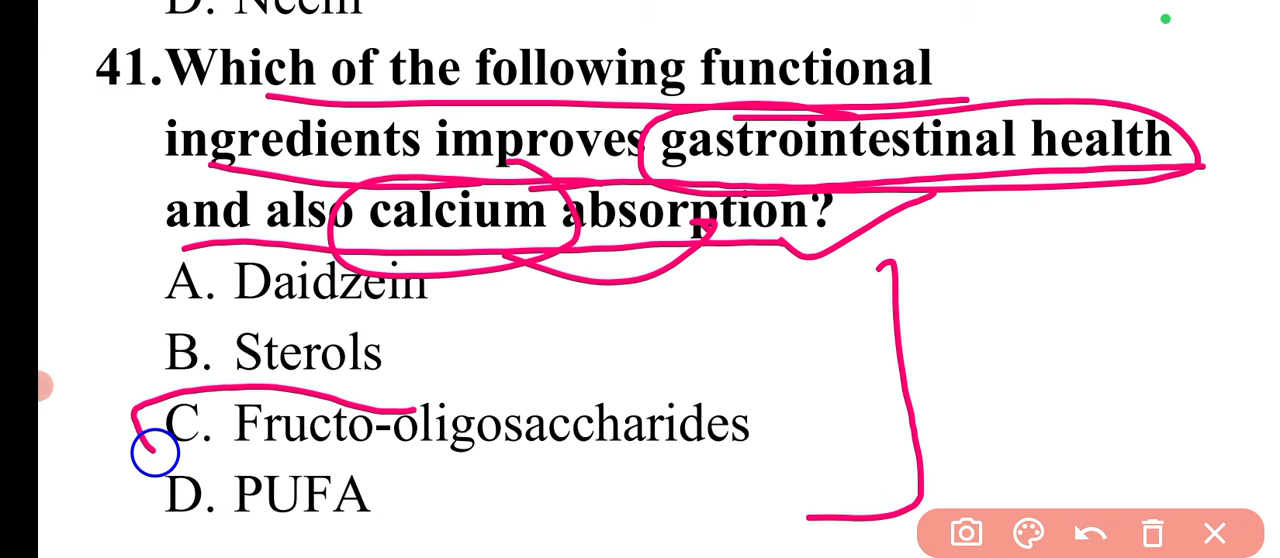 D. Neem
41.Which of the following functional
ingredients improves gastrointestinal health
and also calcium absorption?
A. Daidzein
B. Sterols
C. Fructo-oligosaccharides
D. PUFA